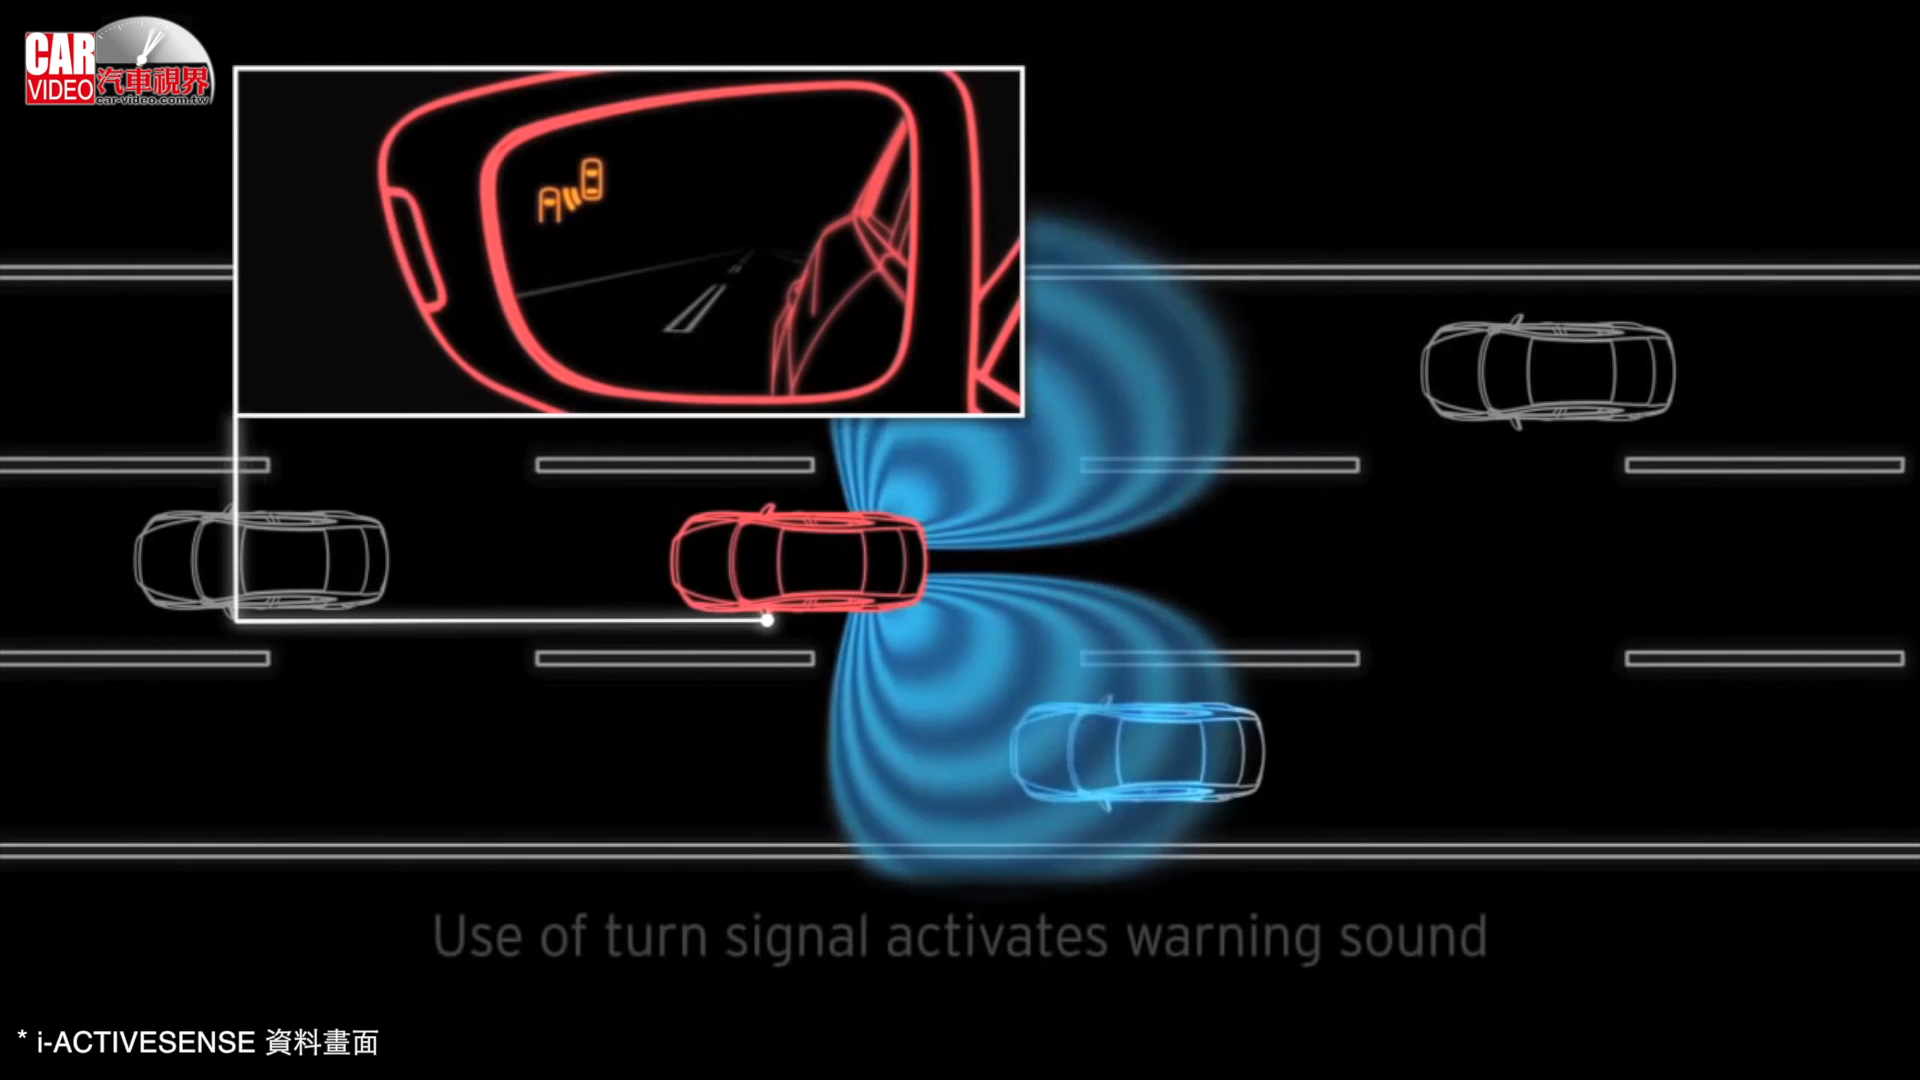 CAR
VIDEO 汽車視界
car-video.com.tw
Use of turn signal activates warning sound
* i-ACTIVESENSE 資料畫面